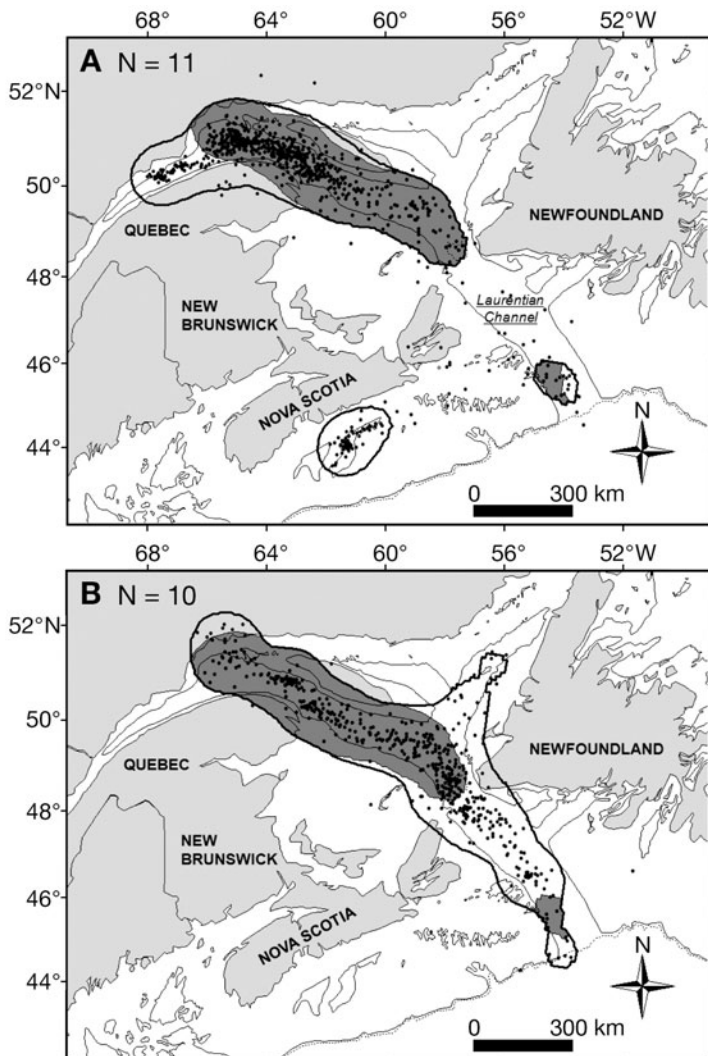 68° 64° 60° 56° 52°W
A N = 11
52°N
50°
48°
46°
44°
QUEBEC
NEWFOUNDLAND
NEW
BRUNSWICK
Laurentian
Channel
NOVA SCOTIA
N
0 300 km
68° 64° 60° 56° 52°W
B N = 10
52°N
50°
48°
46°
44°
QUEBEC
NEWFOUNDLAND
NEW
BRUNSWICK
NOVA SCOTIA
N
0 300 km